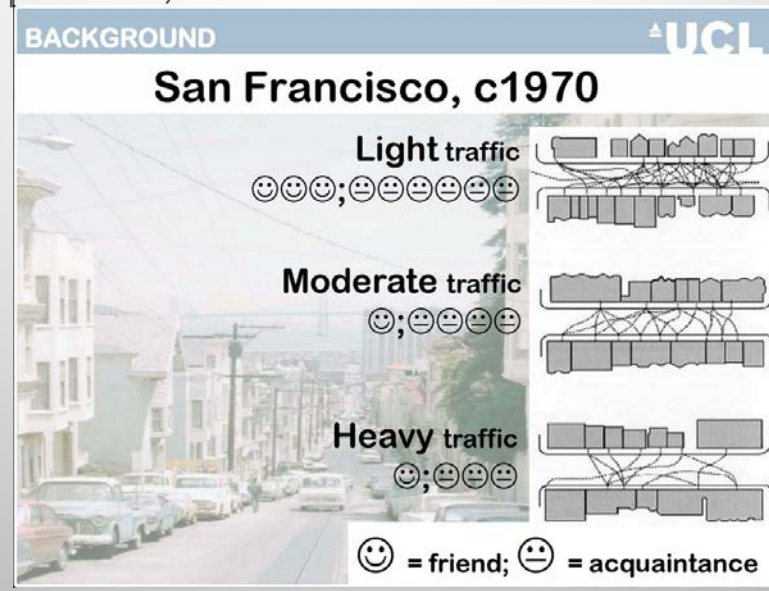 BACKGROUND
UCL
San Francisco, c1970
Light traffic
;
Moderate traffic
;
Heavy traffic
;
= friend; = acquaintance